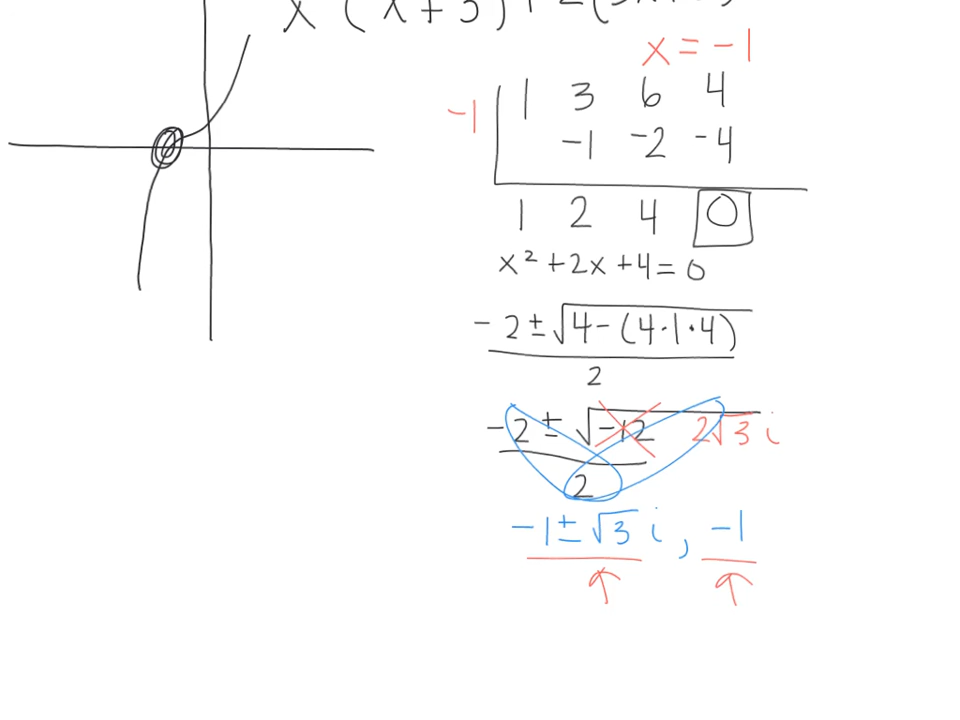 x = -1
-1 | 1 3 6 4
-1 -2 -4
1 2 4 0
x² + 2x + 4 = 0
-2 ± √4 - (4·1·4)
2
-2 ± √-12 2√3 i
2
-1 ± √3 i , -1